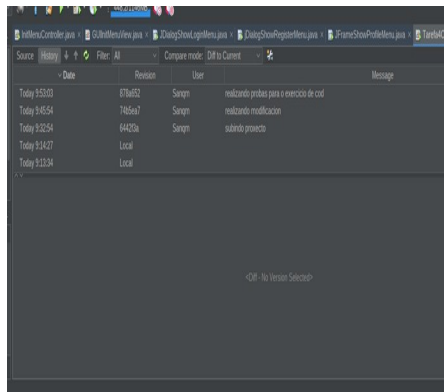 InitMenuController.java × GUIInitMenuView.java × JDialogShowLoginMenu.java × JDialogShowRegisterMenu.java × JFrameShowProfileMenu.java ×
Source History Filter: All Compare mode: Diff to Current
Date Revision User Message
Today 9:53:03 878a652 Sanqm realizando probas para o exercicio de cod
Today 9:45:54 74b5ea7 Sanqm realizando modificacion
Today 9:32:54 6442f3a Sanqm subindo proxecto
Today 9:14:27 Local
Today 9:13:34 Local
<Diff - No Version Selected>